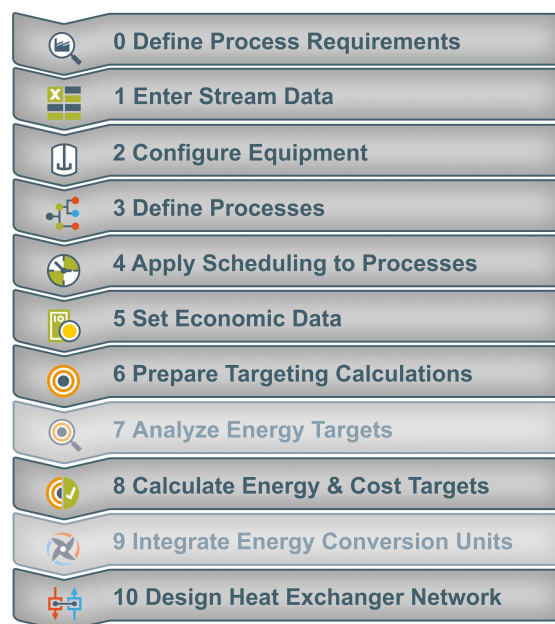 0 Define Process Requirements
1 Enter Stream Data
2 Configure Equipment
3 Define Processes
4 Apply Scheduling to Processes
5 Set Economic Data
6 Prepare Targeting Calculations
7 Analyze Energy Targets
8 Calculate Energy & Cost Targets
9 Integrate Energy Conversion Units
10 Design Heat Exchanger Network